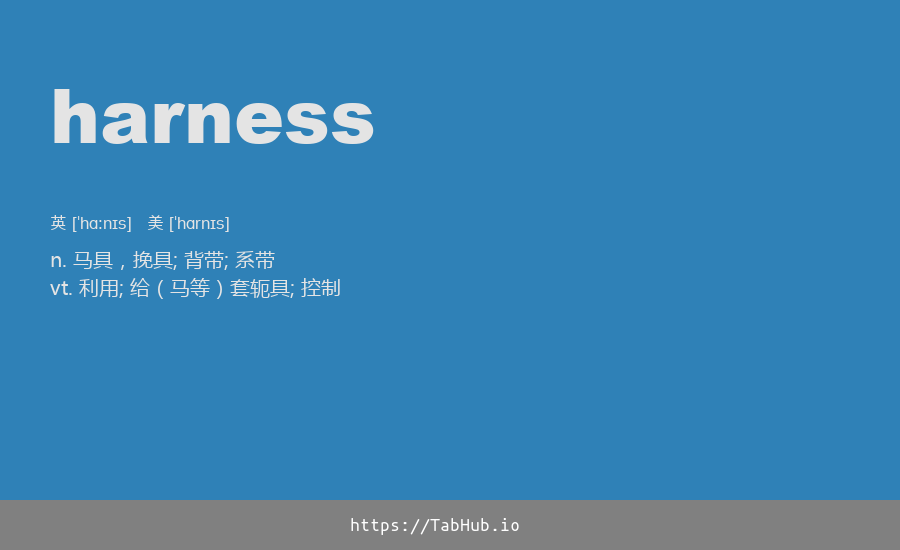 harness
英 [ˈhɑːnɪs] 美 [ˈhɑrnɪs]
n. 马具，挽具; 背带; 系带
vt. 利用; 给（马等）套轭具; 控制
https://TabHub.io